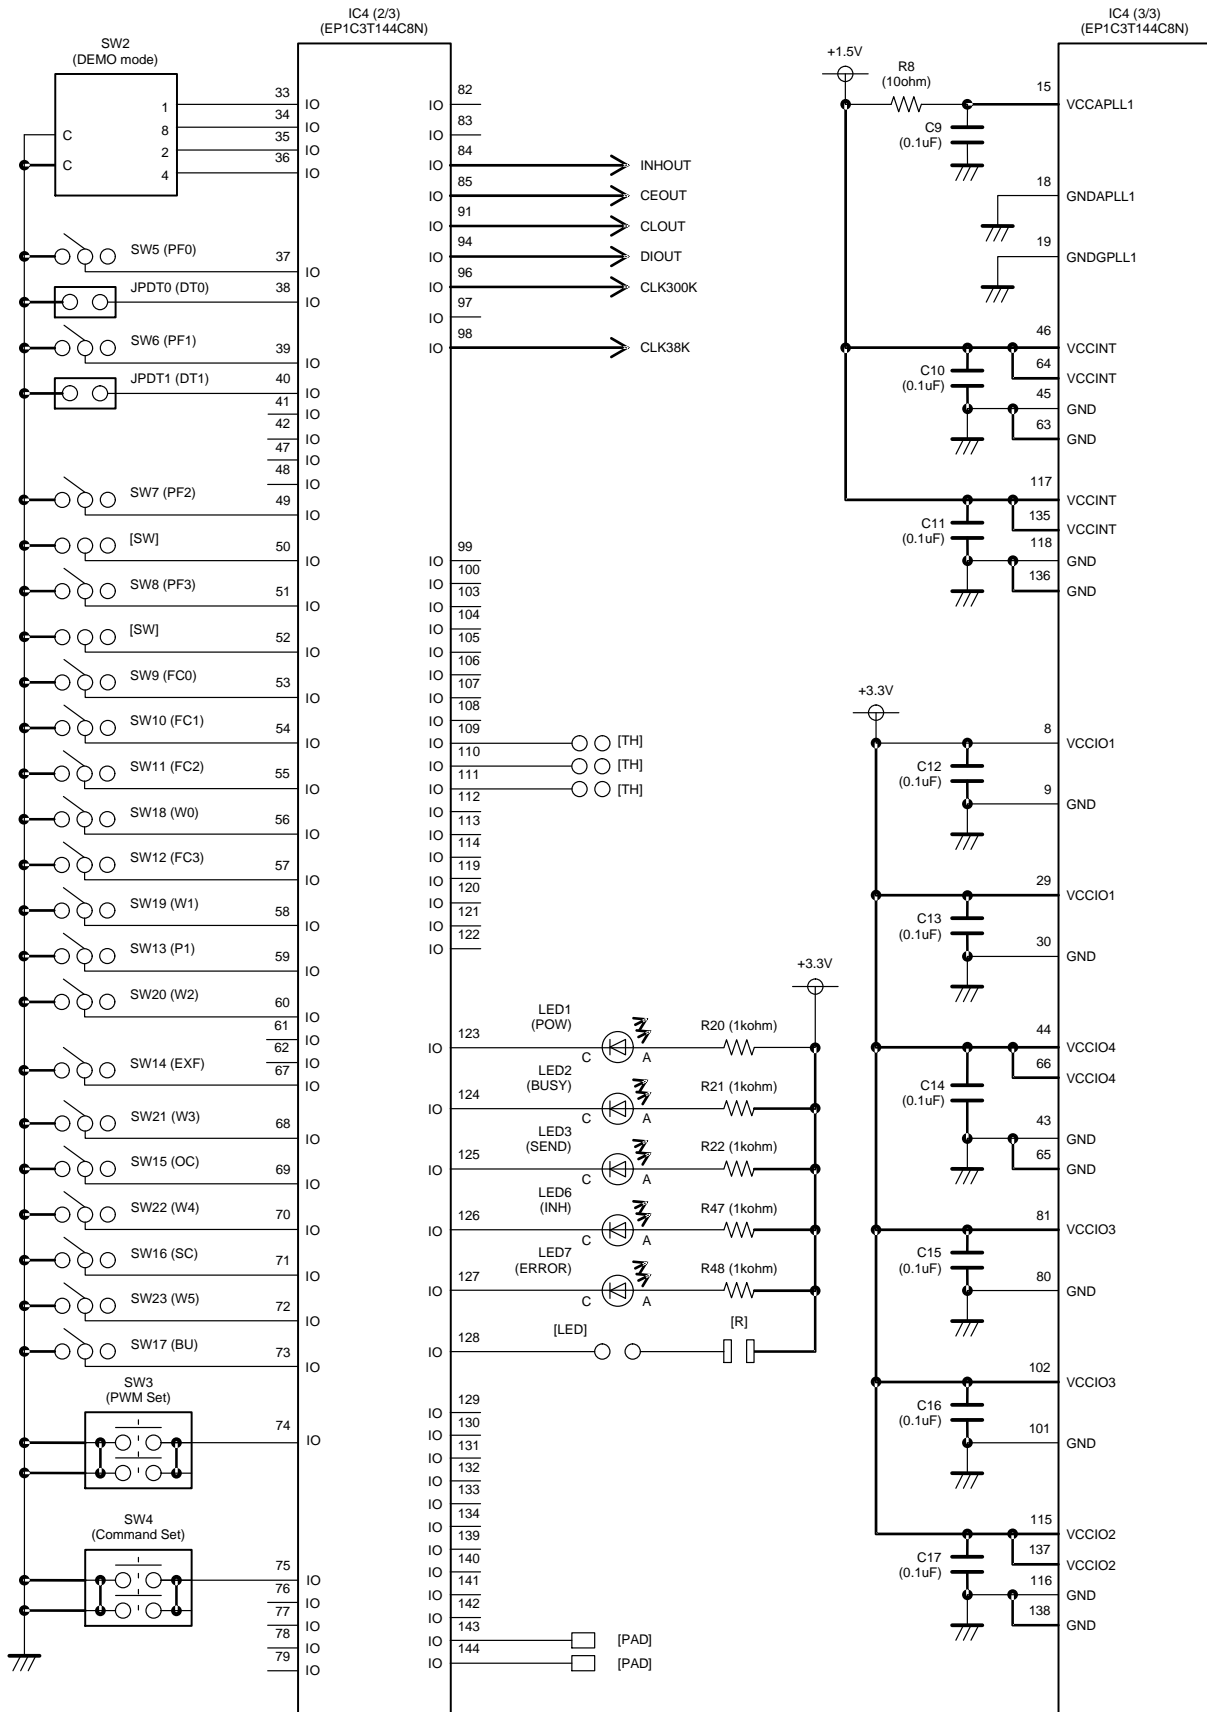 IC4 (2/3)
(EP1C3T144C8N)
SW2
(DEMO mode)
C
C
1
8
2
4
33
IO
34
IO
35
IO
36
IO
SW5 (PF0)
37
IO
JPDT0 (DT0)
38
IO
SW6 (PF1)
39
IO
JPDT1 (DT1)
40
IO
41
IO
42
IO
47
IO
48
IO
SW7 (PF2)
49
IO
[SW]
50
IO
SW8 (PF3)
51
IO
[SW]
52
IO
SW9 (FC0)
53
IO
SW10 (FC1)
54
IO
SW11 (FC2)
55
IO
SW18 (W0)
56
IO
SW12 (FC3)
57
IO
SW19 (W1)
58
IO
SW13 (P1)
59
IO
SW20 (W2)
60
IO
61
IO
62
IO
SW14 (EXF)
67
IO
SW21 (W3)
68
IO
SW15 (OC)
69
IO
SW22 (W4)
70
IO
SW16 (SC)
71
IO
SW23 (W5)
72
IO
SW17 (BU)
73
IO
SW3
(PWM Set)
74
IO
SW4
(Command Set)
75
IO
76
IO
77
IO
78
IO
79
IO
IO 82
IO 83
IO 84 INHOUT
IO 85 CEOUT
IO 91 CLOUT
IO 94 DIOUT
IO 96 CLK300K
IO 97
IO 98 CLK38K
IO 99
IO 100
IO 103
IO 104
IO 105
IO 106
IO 107
IO 108
IO 109 [TH]
IO 110 [TH]
IO 111 [TH]
IO 112
IO 113
IO 114
IO 119
IO 120
IO 121
IO 122
+3.3V
LED1
(POW)
IO 123 C A R20 (1kohm)
LED2
(BUSY)
IO 124 C A R21 (1kohm)
LED3
(SEND)
IO 125 C A R22 (1kohm)
LED6
(INH)
IO 126 C A R47 (1kohm)
LED7
(ERROR)
IO 127 C A R48 (1kohm)
IO 128 [LED] [R]
IO 129
IO 130
IO 131
IO 132
IO 133
IO 134
IO 139
IO 140
IO 141
IO 142
IO 143 [PAD]
IO 144 [PAD]
IC4 (3/3)
(EP1C3T144C8N)
+1.5V
R8
(10ohm)
15 VCCAPLL1
C9
(0.1uF)
18 GNDAPLL1
19 GNDGPLL1
46 VCCINT
64 VCCINT
C10
(0.1uF)
45 GND
63 GND
117 VCCINT
135 VCCINT
C11
(0.1uF)
118 GND
136 GND
+3.3V
8 VCCIO1
C12
(0.1uF)
9 GND
29 VCCIO1
C13
(0.1uF)
30 GND
44 VCCIO4
66 VCCIO4
C14
(0.1uF)
43 GND
65 GND
81 VCCIO3
C15
(0.1uF)
80 GND
102 VCCIO3
C16
(0.1uF)
101 GND
115 VCCIO2
137 VCCIO2
C17
(0.1uF)
116 GND
138 GND